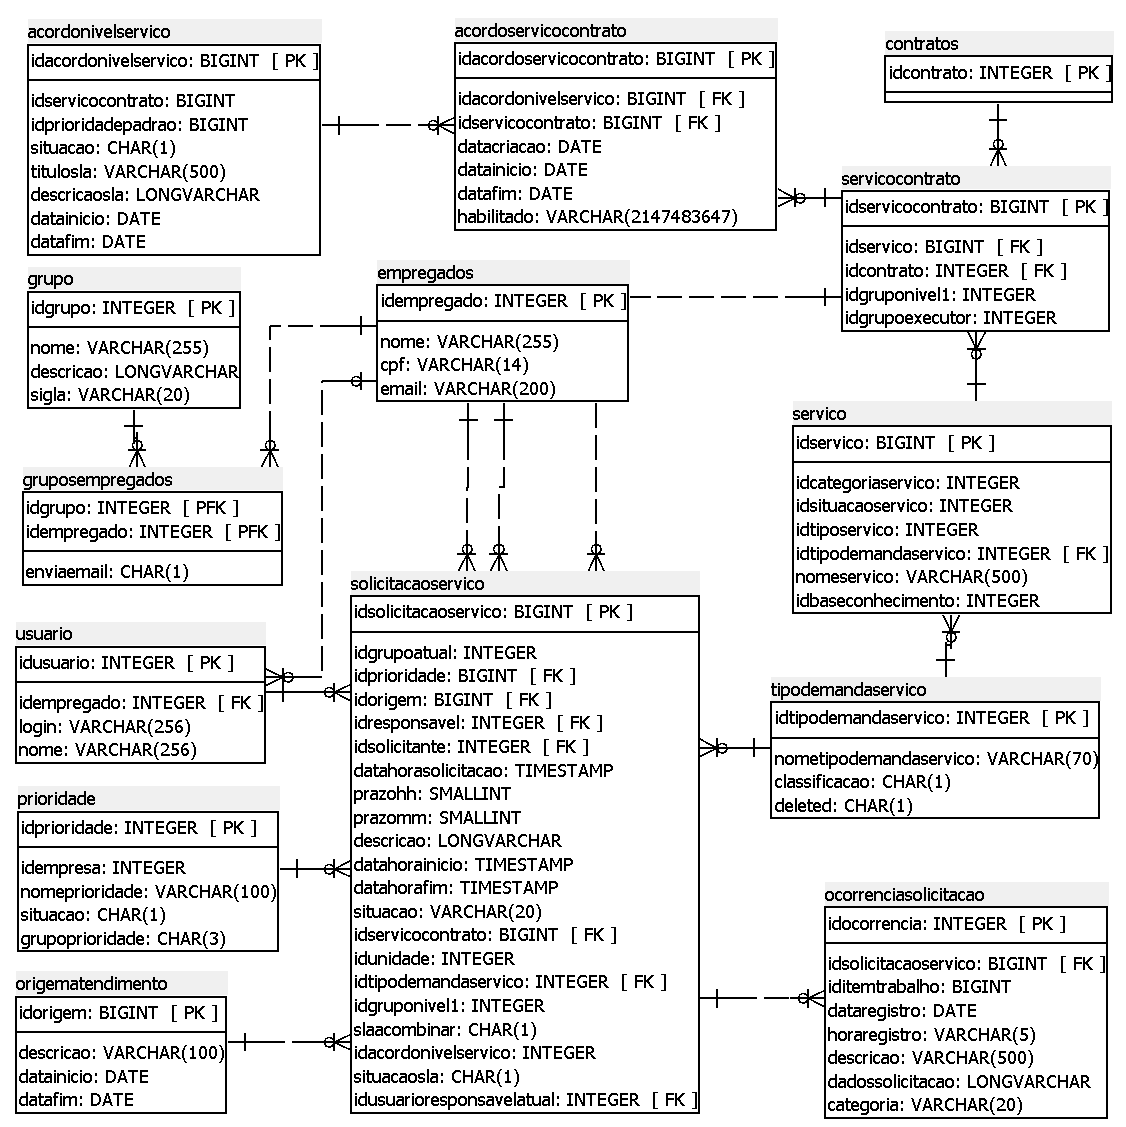 acordonivelservico
idacordonivelservico: BIGINT [ PK ]
idservicocontrato: BIGINT
idprioridadepadrao: BIGINT
situacao: CHAR(1)
titulosla: VARCHAR(500)
descricaosla: LONGVARCHAR
datainicio: DATE
datafim: DATE
acordoservicocontrato
idacordoservicocontrato: BIGINT [ PK ]
idacordonivelservico: BIGINT [ FK ]
idservicocontrato: BIGINT [ FK ]
datacriacao: DATE
datainicio: DATE
datafim: DATE
habilitado: VARCHAR(2147483647)
contratos
idcontrato: INTEGER [ PK ]
servicocontrato
idservicocontrato: BIGINT [ PK ]
idservico: BIGINT [ FK ]
idcontrato: INTEGER [ FK ]
idgruponivel1: INTEGER
idgrupoexecutor: INTEGER
grupo
idgrupo: INTEGER [ PK ]
nome: VARCHAR(255)
descricao: LONGVARCHAR
sigla: VARCHAR(20)
empregados
idempregado: INTEGER [ PK ]
nome: VARCHAR(255)
cpf: VARCHAR(14)
email: VARCHAR(200)
servico
idservico: BIGINT [ PK ]
idcategoriaservico: INTEGER
idsituacaoservico: INTEGER
idtiposervico: INTEGER
idtipodemandaservico: INTEGER [ FK ]
nomeservico: VARCHAR(500)
idbaseconhecimento: INTEGER
gruposempregados
idgrupo: INTEGER [ PFK ]
idempregado: INTEGER [ PFK ]
enviaemail: CHAR(1)
solicitacaoservico
idsolicitacaoservico: BIGINT [ PK ]
idgrupoatual: INTEGER
idprioridade: BIGINT [ FK ]
idorigem: BIGINT [ FK ]
idresponsavel: INTEGER [ FK ]
idsolicitante: INTEGER [ FK ]
datahorasolicitacao: TIMESTAMP
prazohh: SMALLINT
prazomm: SMALLINT
descricao: LONGVARCHAR
datahorainicio: TIMESTAMP
datahorafim: TIMESTAMP
situacao: VARCHAR(20)
idservicocontrato: BIGINT [ FK ]
idunidade: INTEGER
idtipodemandaservico: INTEGER [ FK ]
idgruponivel1: INTEGER
slaacombinar: CHAR(1)
idacordonivelservico: INTEGER
situacaosla: CHAR(1)
idusuarioresponsavelatual: INTEGER [ FK ]
usuario
idusuario: INTEGER [ PK ]
idempregado: INTEGER [ FK ]
login: VARCHAR(256)
nome: VARCHAR(256)
tipodemandaservico
idtipodemandaservico: INTEGER [ PK ]
nometipodemandaservico: VARCHAR(70)
classificacao: CHAR(1)
deleted: CHAR(1)
prioridade
idprioridade: INTEGER [ PK ]
idempresa: INTEGER
nomeprioridade: VARCHAR(100)
situacao: CHAR(1)
grupoprioridade: CHAR(3)
ocorrenciasolicitacao
idocorrencia: INTEGER [ PK ]
idsolicitacaoservico: BIGINT [ FK ]
iditemtrabalho: BIGINT
dataregistro: DATE
horaregistro: VARCHAR(5)
descricao: VARCHAR(500)
dadossolicitacao: LONGVARCHAR
categoria: VARCHAR(20)
origematendimento
idorigem: BIGINT [ PK ]
descricao: VARCHAR(100)
datainicio: DATE
datafim: DATE